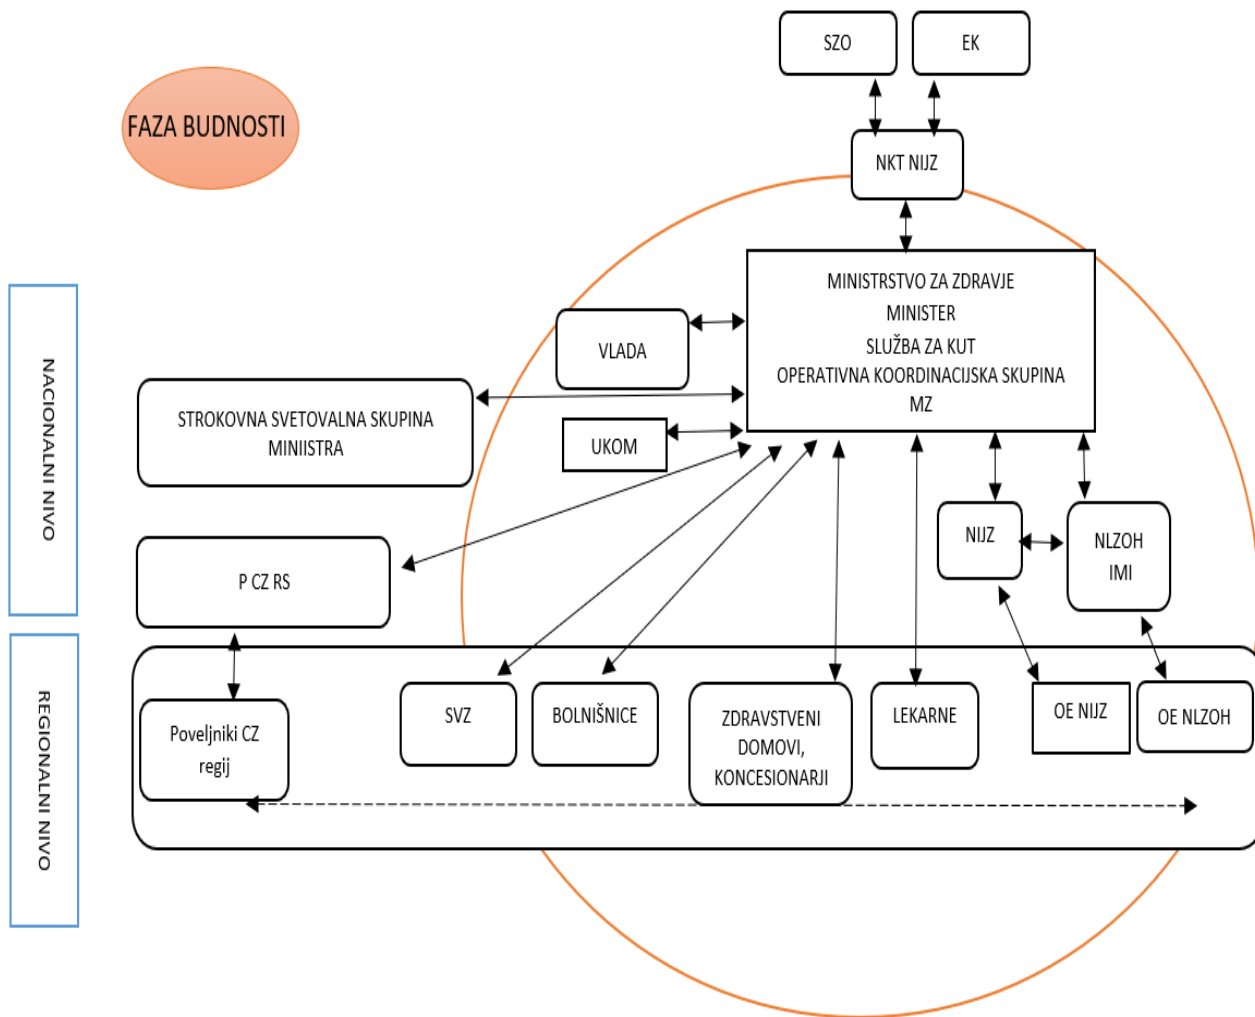 SZO
EK
FAZA BUDNOSTI
NKT NIJZ
MINISTRSTVO ZA ZDRAVJE
MINISTER
SLUŽBA ZA KUT
OPERATIVNA KOORDINACIJSKA SKUPINA
MZ
VLADA
STROKOVNA SVETOVALNA SKUPINA
MINIISTRA
UKOM
NACIONALNI NIVO
NIJZ
NLZOH
IMI
P CZ RS
REGIONALNI NIVO
Poveljniki CZ
regij
SVZ
BOLNIŠNICE
ZDRAVSTVENI
DOMOVI,
KONCESIONARJI
LEKARNE
OE NIJZ
OE NLZOH